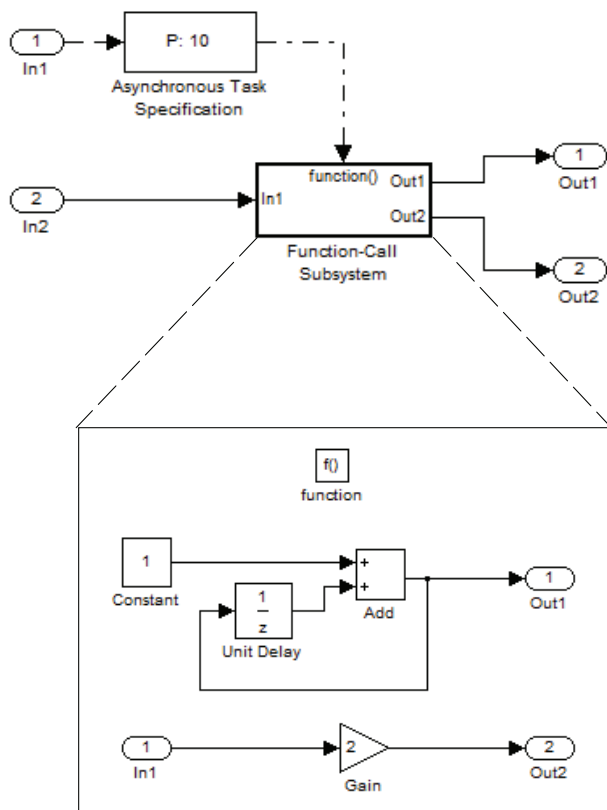 1
In1
P: 10
Asynchronous Task
Specification
2
In2
function()
In1
Out1
Out2
Function-Call
Subsystem
1
Out1
2
Out2
f()
function
1
Constant
1
z
Unit Delay
+
+
Add
1
Out1
1
In1
2
Gain
2
Out2